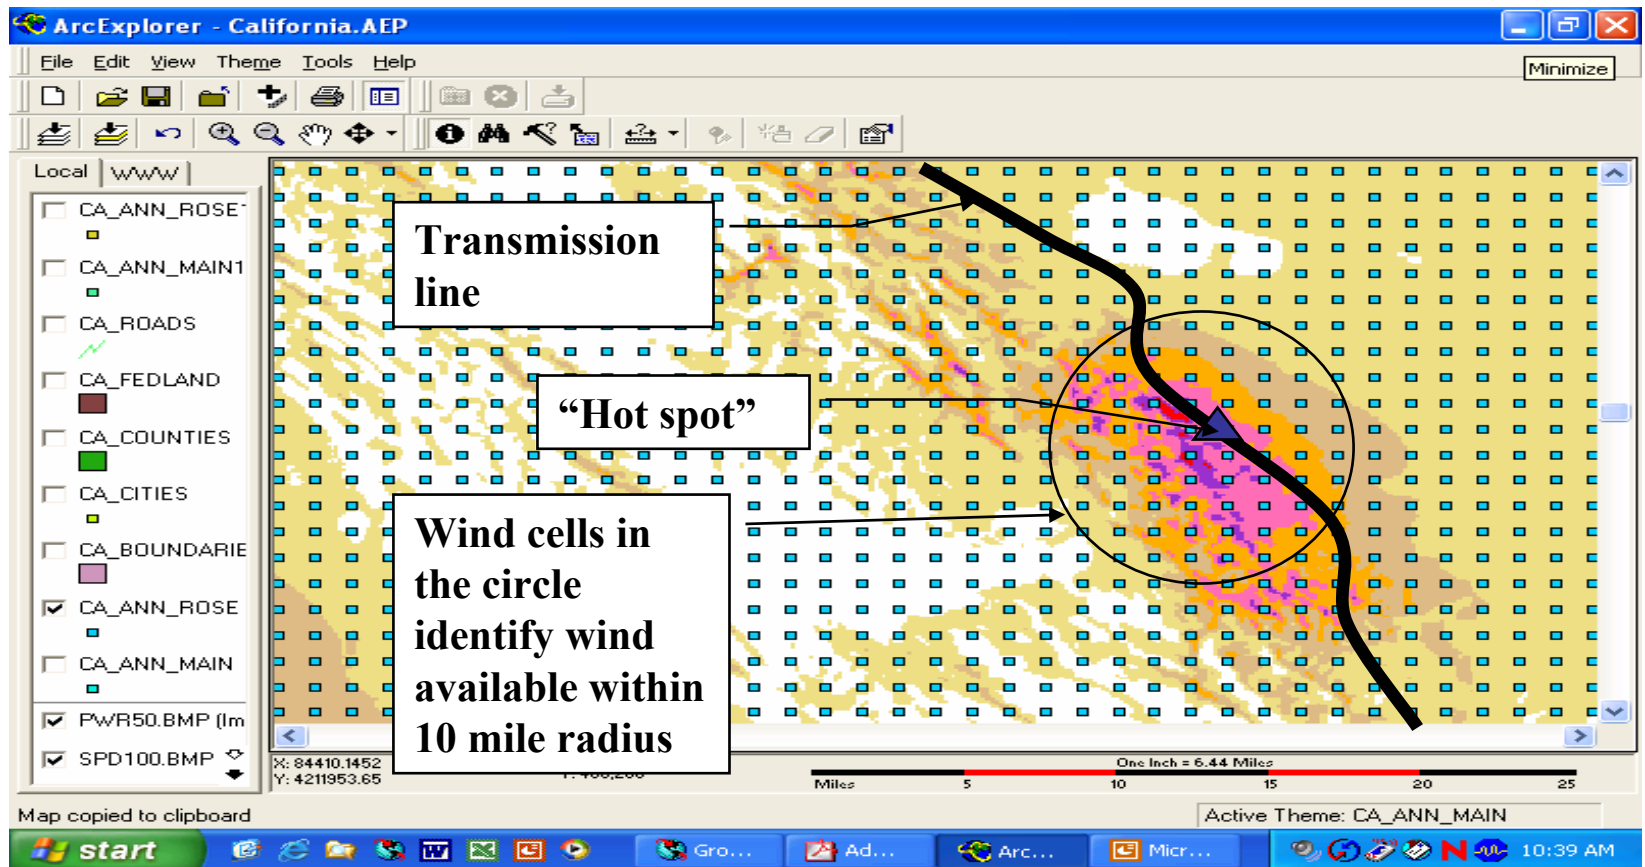 ArcExplorer - California.AEP
File Edit View Theme Tools Help
Minimize
Local WWW
CA_ANN_ROSE
CA_ANN_MAIN1
CA_ROADS
CA_FEDLAND
CA_COUNTIES
CA_CITIES
CA_BOUNDARIE
CA_ANN_ROSE
CA_ANN_MAIN
PWR50.BMP (Im
SPD100.BMP
Transmission
line
“Hot spot”
Wind cells in
the circle
identify wind
available within
10 mile radius
X: 84410.1452
Y: 4211953.65
One Inch = 6.44 Miles
Miles 5 10 15 20 25
Map copied to clipboard
Active Theme: CA_ANN_MAIN
start
Gro...
Ad...
Arc...
Micr...
10:39 AM